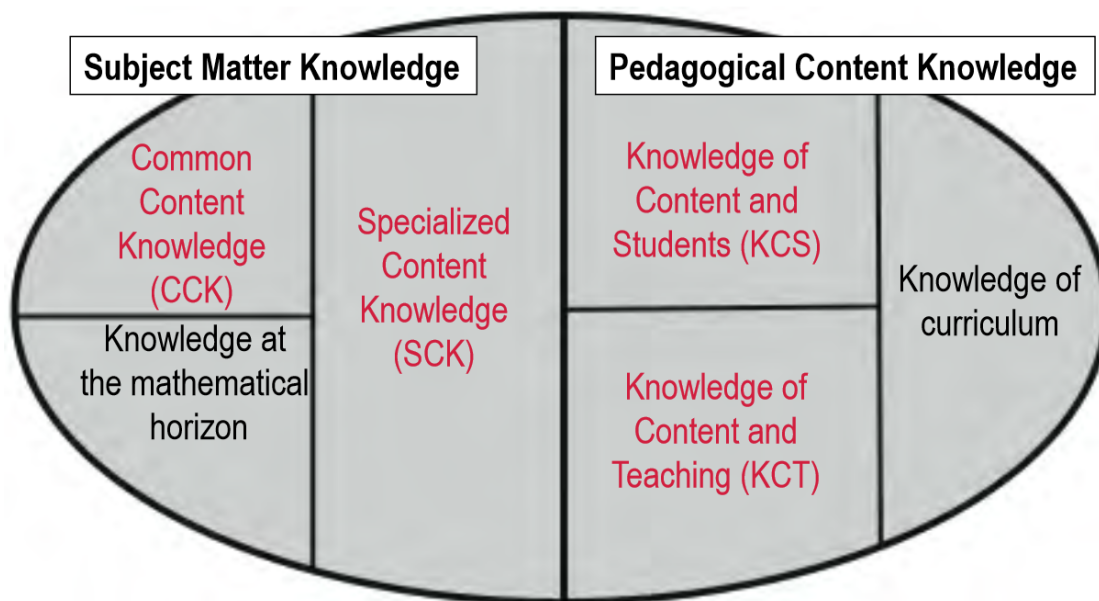 Subject Matter Knowledge
Pedagogical Content Knowledge
Common
Content
Knowledge
(CCK)
Knowledge at
the mathematical
horizon
Specialized
Content
Knowledge
(SCK)
Knowledge of
Content and
Students (KCS)
Knowledge of
Content and
Teaching (KCT)
Knowledge of
curriculum